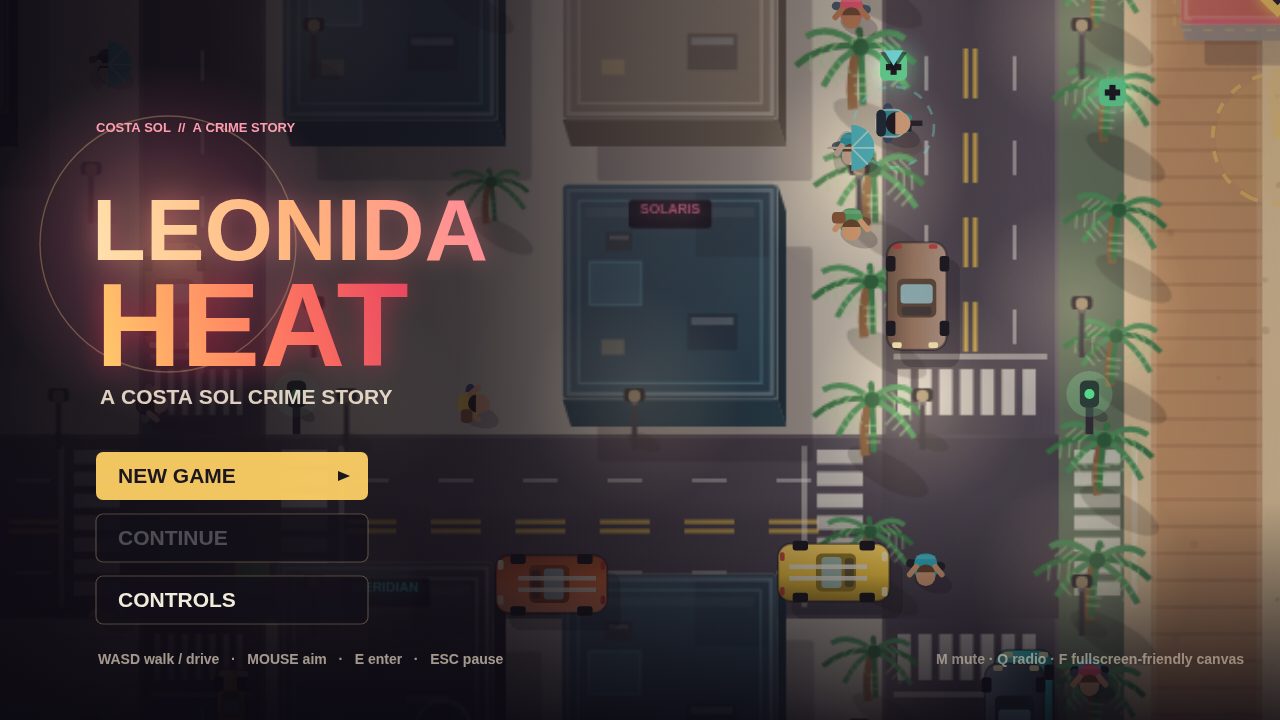 COSTA SOL // A CRIME STORY
LEONIDA
HEAT
A COSTA SOL CRIME STORY
NEW GAME
CONTINUE
CONTROLS
WASD walk / drive · MOUSE aim · E enter · ESC pause
M mute · Q radio · F fullscreen-friendly canvas
SOLARIS